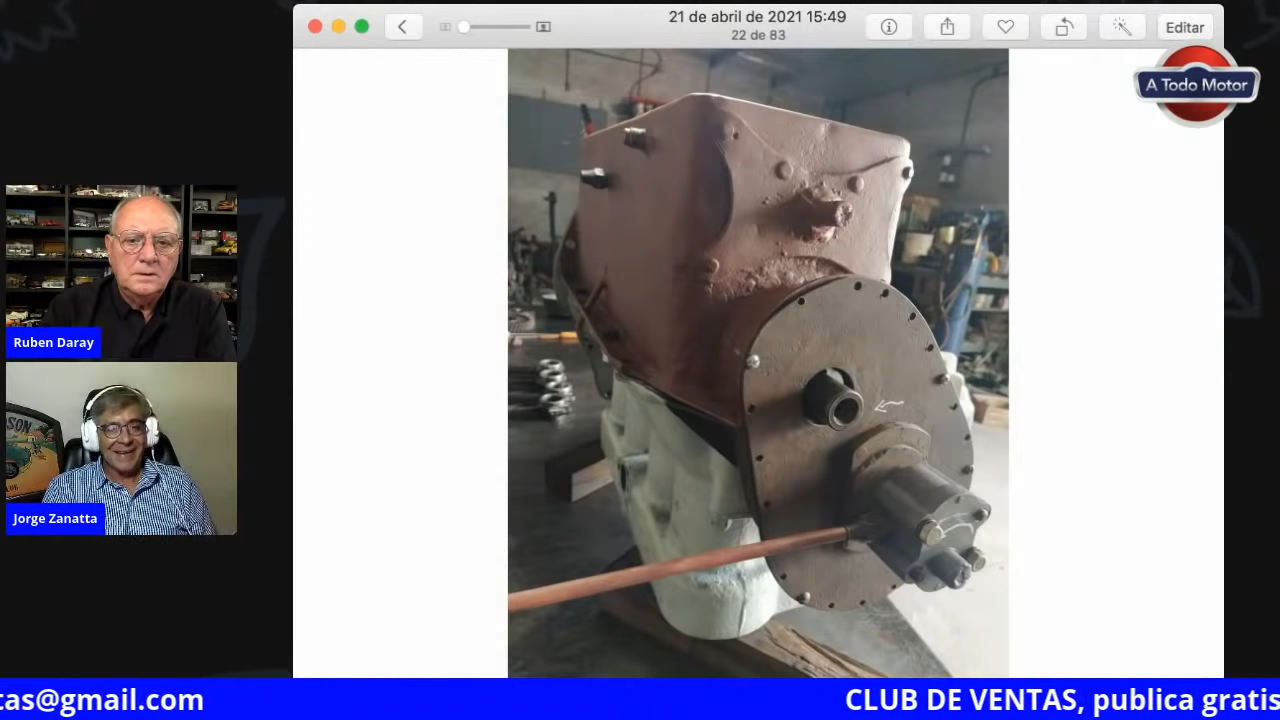 21 de abril de 2021 15:49
22 de 83
Editar
A Todo Motor
Ruben Daray
SON
Jorge Zanatta
tas@gmail.com
CLUB DE VENTAS, publica gratis